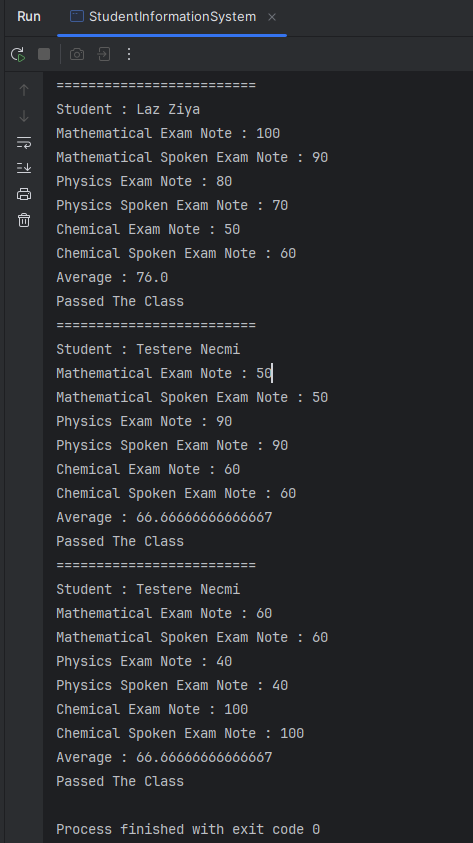 Run StudentInformationSystem
=========================
Student : Laz Ziya
Mathematical Exam Note : 100
Mathematical Spoken Exam Note : 90
Physics Exam Note : 80
Physics Spoken Exam Note : 70
Chemical Exam Note : 50
Chemical Spoken Exam Note : 60
Average : 76.0
Passed The Class
=========================
Student : Testere Necmi
Mathematical Exam Note : 50
Mathematical Spoken Exam Note : 50
Physics Exam Note : 90
Physics Spoken Exam Note : 90
Chemical Exam Note : 60
Chemical Spoken Exam Note : 60
Average : 66.66666666666667
Passed The Class
=========================
Student : Testere Necmi
Mathematical Exam Note : 60
Mathematical Spoken Exam Note : 60
Physics Exam Note : 40
Physics Spoken Exam Note : 40
Chemical Exam Note : 100
Chemical Spoken Exam Note : 100
Average : 66.66666666666667
Passed The Class
Process finished with exit code 0